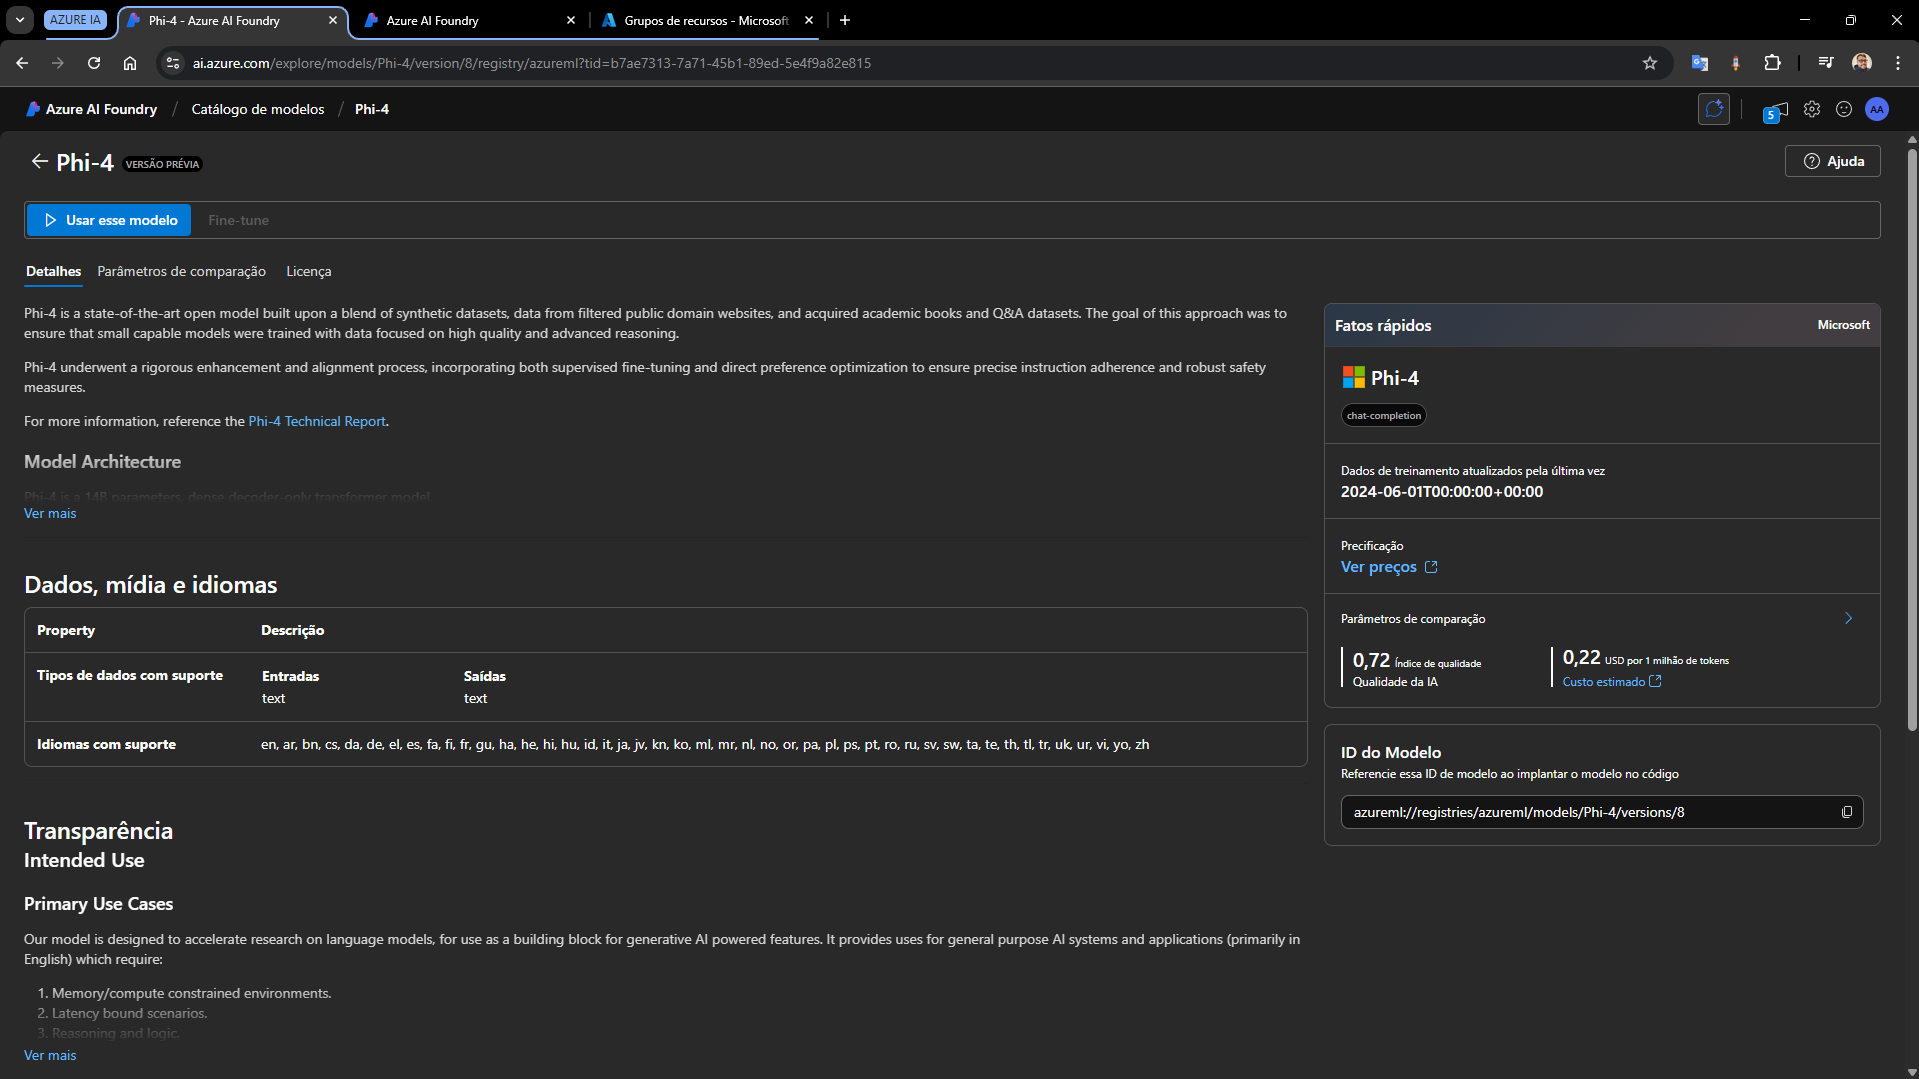 AZURE IA
Phi-4 - Azure AI Foundry
Azure AI Foundry
Grupos de recursos - Microsoft
ai.azure.com/explore/models/Phi-4/version/8/registry/azureml?tid=b7ae7313-7a71-45b1-89ed-5e4f9a82e815
Azure AI Foundry / Catálogo de modelos / Phi-4
5
AA
Phi-4 VERSÃO PRÉVIA
Ajuda
Usar esse modelo
Fine-tune
Detalhes
Parâmetros de comparação
Licença
Phi-4 is a state-of-the-art open model built upon a blend of synthetic datasets, data from filtered public domain websites, and acquired academic books and Q&A datasets. The goal of this approach was to
ensure that small capable models were trained with data focused on high quality and advanced reasoning.
Phi-4 underwent a rigorous enhancement and alignment process, incorporating both supervised fine-tuning and direct preference optimization to ensure precise instruction adherence and robust safety
measures.
For more information, reference the Phi-4 Technical Report.
Model Architecture
Phi-4 is a 14B parameters, dense decoder-only transformer model.
Ver mais
Dados, mídia e idiomas
Property Descrição
Tipos de dados com suporte Entradas Saídas
text text
Idiomas com suporte en, ar, bn, cs, da, de, el, es, fa, fi, fr, gu, ha, he, hi, hu, id, it, ja, jv, kn, ko, ml, mr, nl, no, or, pa, pl, ps, pt, ro, ru, sv, sw, ta, te, th, tl, tr, uk, ur, vi, yo, zh
Transparência
Intended Use
Primary Use Cases
Our model is designed to accelerate research on language models, for use as a building block for generative AI powered features. It provides uses for general purpose AI systems and applications (primarily in
English) which require:
1. Memory/compute constrained environments.
2. Latency bound scenarios.
3. Reasoning and logic.
Ver mais
Fatos rápidos
Microsoft
Phi-4
chat-completion
Dados de treinamento atualizados pela última vez
2024-06-01T00:00:00+00:00
Precificação
Ver preços
Parâmetros de comparação
0,72 Índice de qualidade
Qualidade da IA
0,22 USD por 1 milhão de tokens
Custo estimado
ID do Modelo
Referencie essa ID de modelo ao implantar o modelo no código
azureml://registries/azureml/models/Phi-4/versions/8